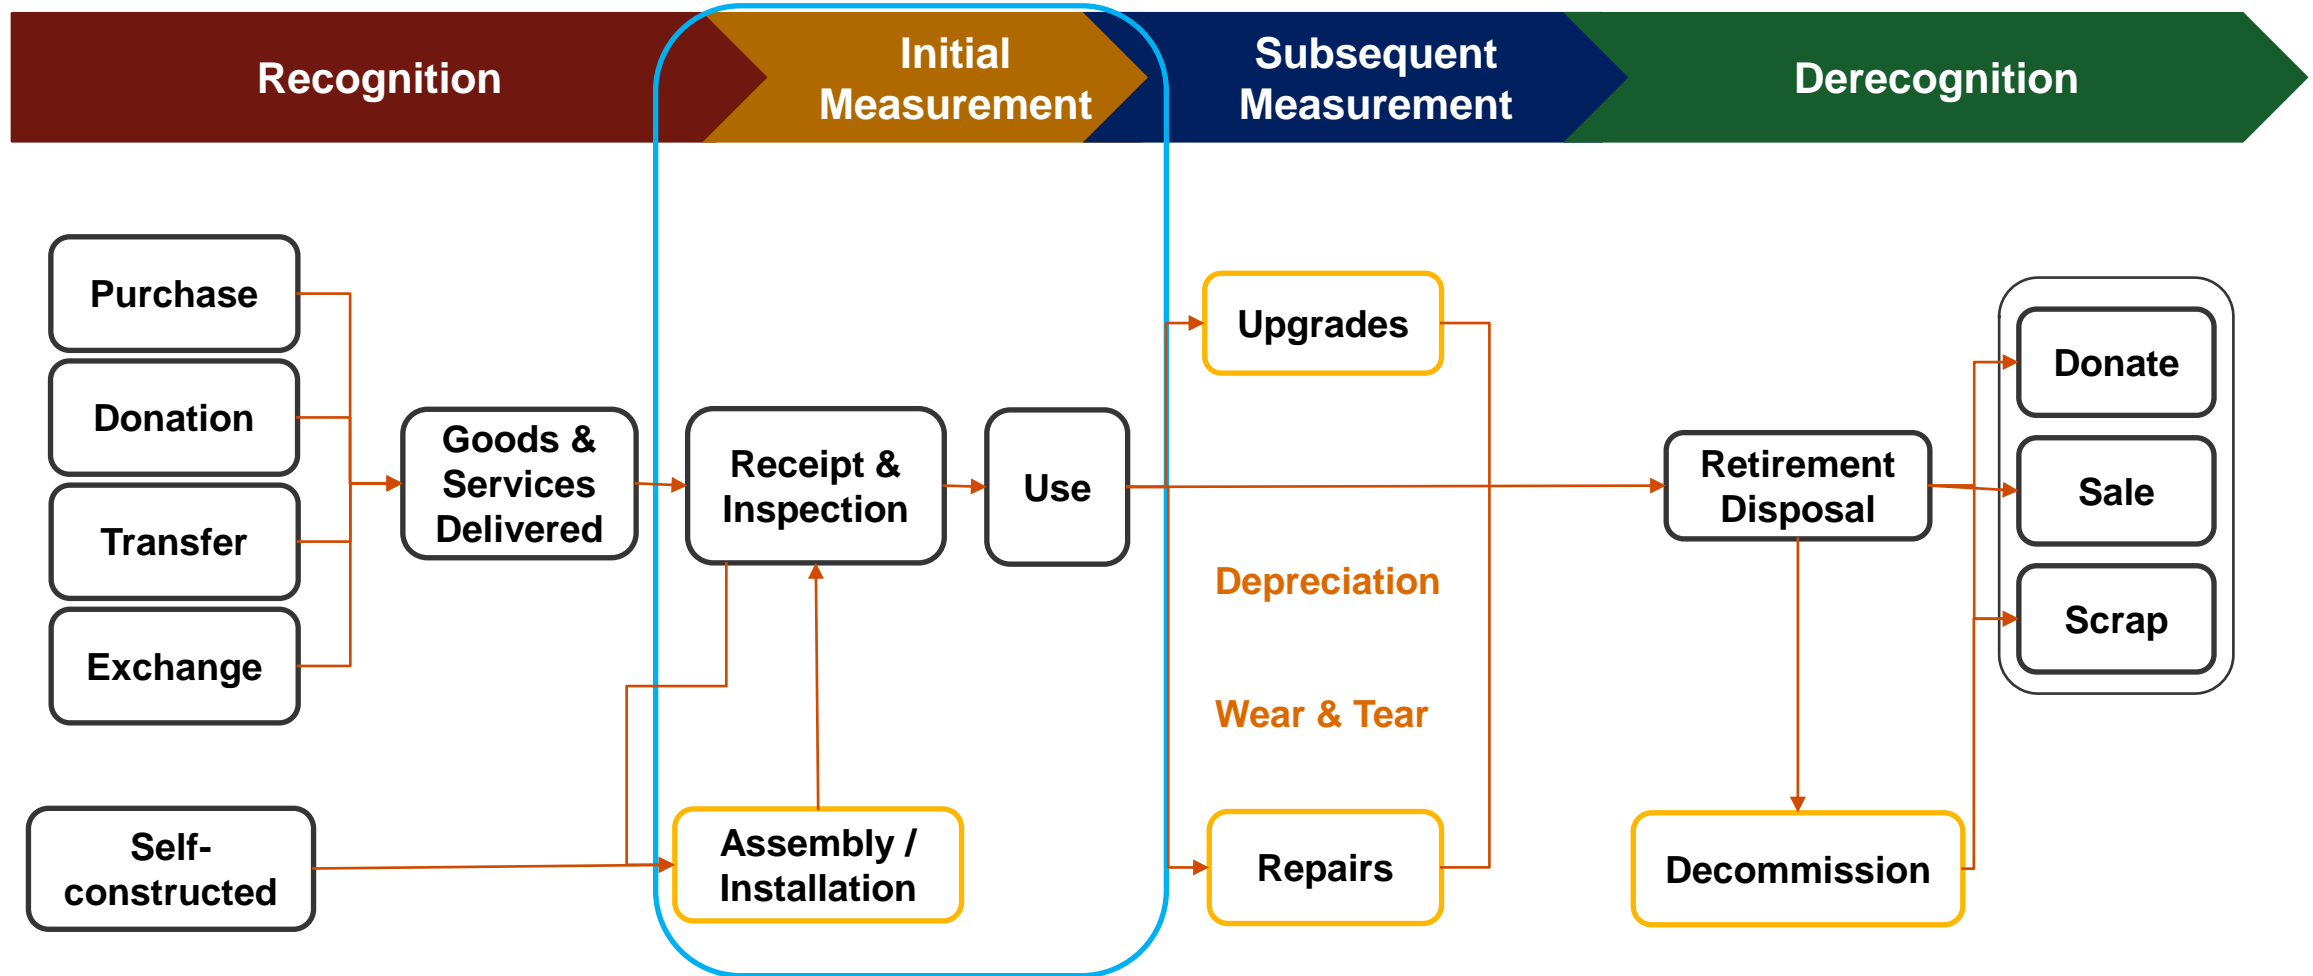 Recognition
Initial
Measurement
Subsequent
Measurement
Derecognition
Purchase
Donation
Transfer
Exchange
Self-
constructed
Goods &
Services
Delivered
Receipt &
Inspection
Use
Assembly /
Installation
Upgrades
Depreciation
Wear & Tear
Repairs
Retirement
Disposal
Decommission
Donate
Sale
Scrap